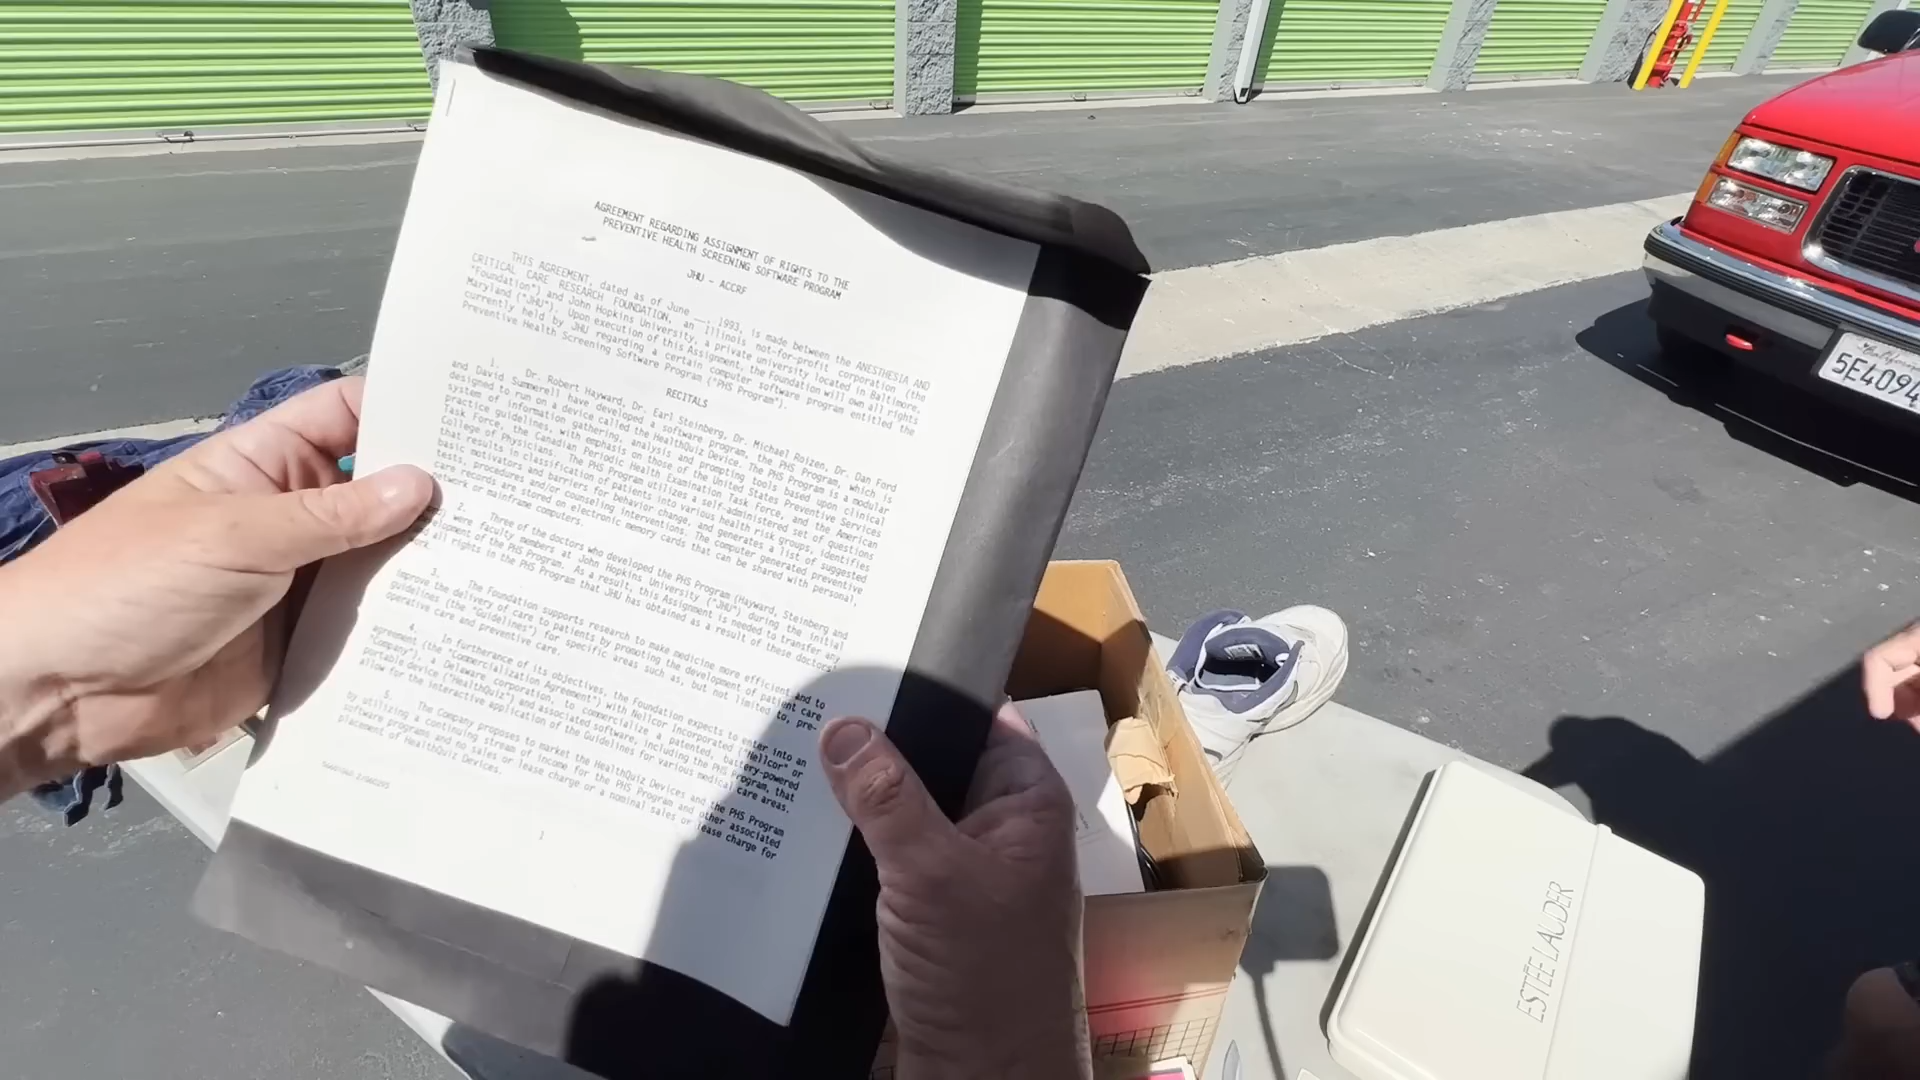 AGREEMENT REGARDING ASSIGNMENT OF RIGHTS TO THE
PREVENTIVE HEALTH SCREENING SOFTWARE PROGRAM
JHU - ACCRF
THIS AGREEMENT, dated as of June __, 1993, is made between the ANESTHESIA AND
CRITICAL CARE RESEARCH FOUNDATION, an Illinois not-for-profit corporation (the
"Foundation") and John Hopkins University, a private university located in Baltimore,
Maryland ("JHU"). Upon execution of this Assignment, the Foundation will own all rights
currently held by JHU regarding a certain computer software program entitled the
Preventive Health Screening Software Program ("PHS Program").
RECITALS
1. Dr. Robert Hayward, Dr. Earl Steinberg, Dr. Michael Roizen, Dr. Dan Ford
and David Summerell have developed a software program, the PHS Program, which is
designed to run on a device called the HealthQuiz Device. The PHS Program is a modular
system of information gathering, analysis and prompting tools based upon clinical
practice guidelines, with emphasis on those of the United States Preventive Services
Task Force, the Canadian Periodic Health Examination Task Force, and the American
College of Physicians. The PHS Program utilizes a self-administered set of questions
that results in classification of patients into various health risk groups, identifies
basic motivators and barriers for behavior change, and generates a list of suggested
tests, procedures and/or counseling interventions. The computer generated preventive
care records are stored on electronic memory cards that can be shared with personal,
network or mainframe computers.
2. Three of the doctors who developed the PHS Program (Hayward, Steinberg and
were faculty members at John Hopkins University ("JHU") during the initial
development of the PHS Program. As a result, this Assignment is needed to transfer any
all rights in the PHS Program that JHU has obtained as a result of these doctors'
3. The Foundation supports research to make medicine more efficient and to
improve the delivery of care to patients by promoting the development of patient care
guidelines (the "Guidelines") for specific areas such as, but not limited to, pre-
operative care and preventive care.
4. In furtherance of its objectives, the Foundation expects to enter into an
agreement (the "Commercialization Agreement") with Nellcor Incorporated ("Nellcor" or
"Company"), a Delaware corporation, to commercialize a patented, battery-powered
portable device ("HealthQuiz") and associated software, including the PHS Program, that
allow for the interactive application of the Guidelines for various medical care areas.
5. The Company proposes to market the HealthQuiz Devices and the PHS Program
by utilizing a continuing stream of income for the PHS Program and other associated
software programs and no sales or lease charge or a nominal sales or lease charge for
placement of HealthQuiz Devices.
1
5E4094
ESTĒE LAUDER